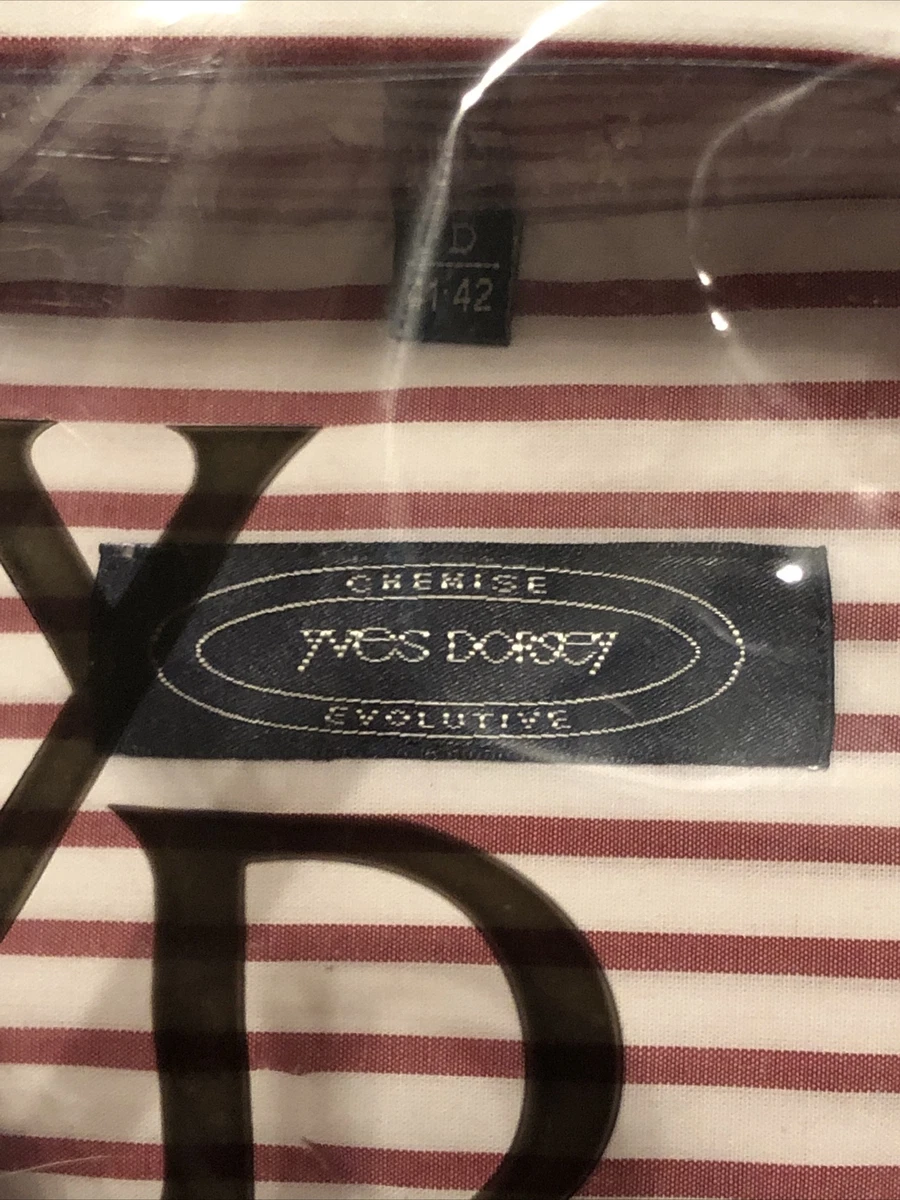 D
41·42
CHEMISE
YVES DORSEY
EVOLUTIVE
Y
D